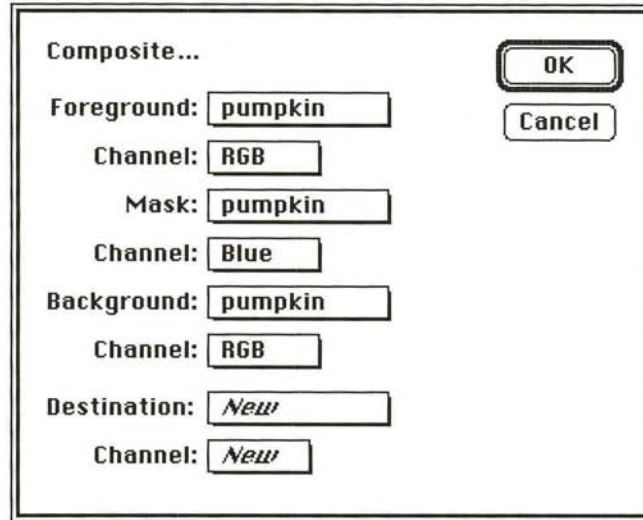 Composite...
OK
Cancel
Foreground: pumpkin
Channel: RGB
Mask: pumpkin
Channel: Blue
Background: pumpkin
Channel: RGB
Destination: New
Channel: New